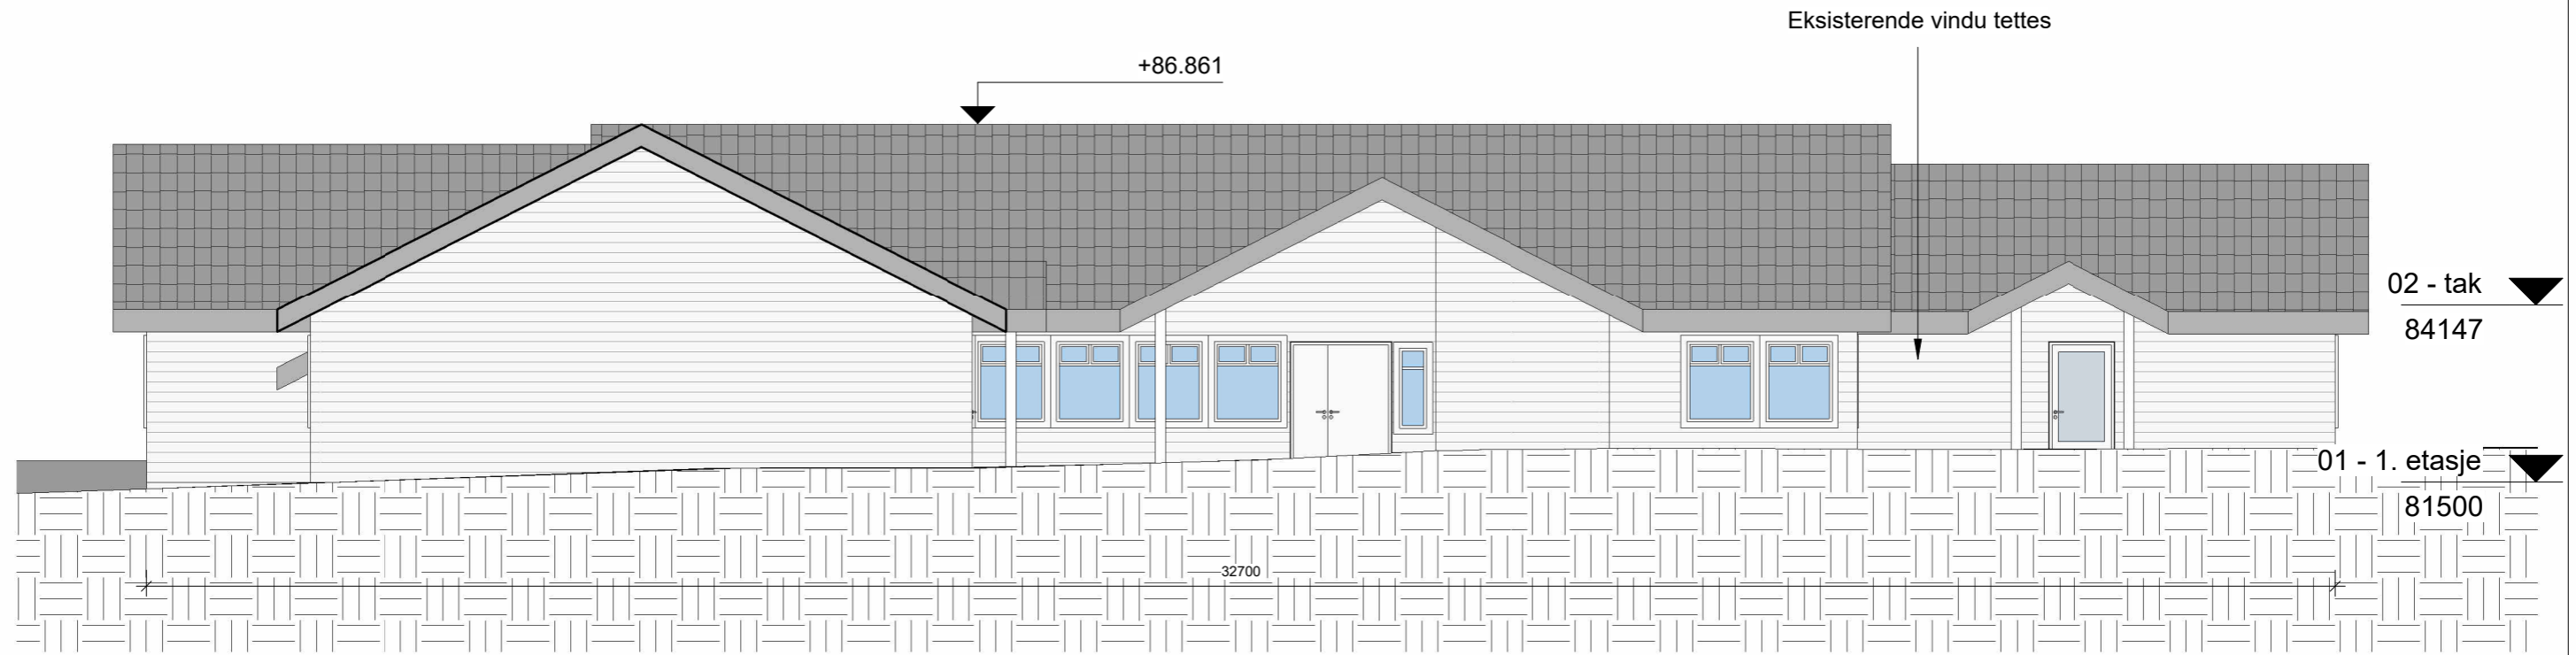 Eksisterende vindu tettes
+86.861
02 - tak
84147
01 - 1. etasje
81500
32700